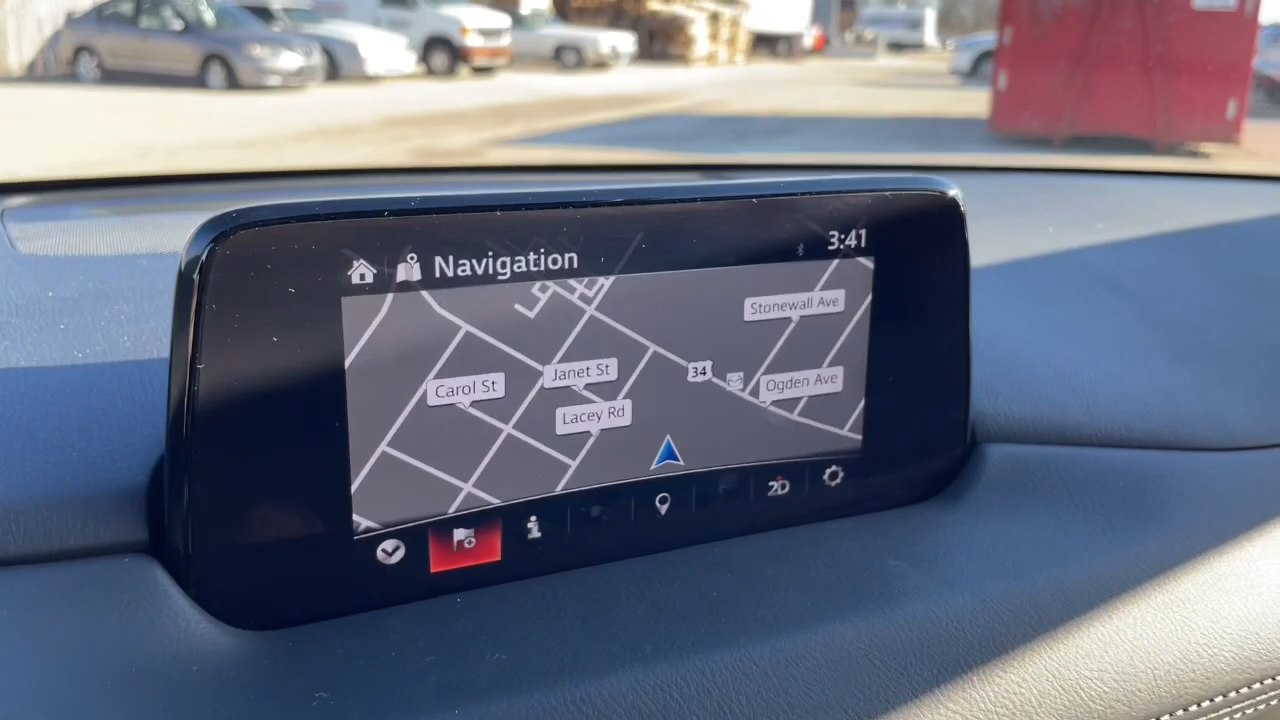 Navigation
3:41
Stonewall Ave
Janet St
34
Ogden Ave
Carol St
Lacey Rd
2D